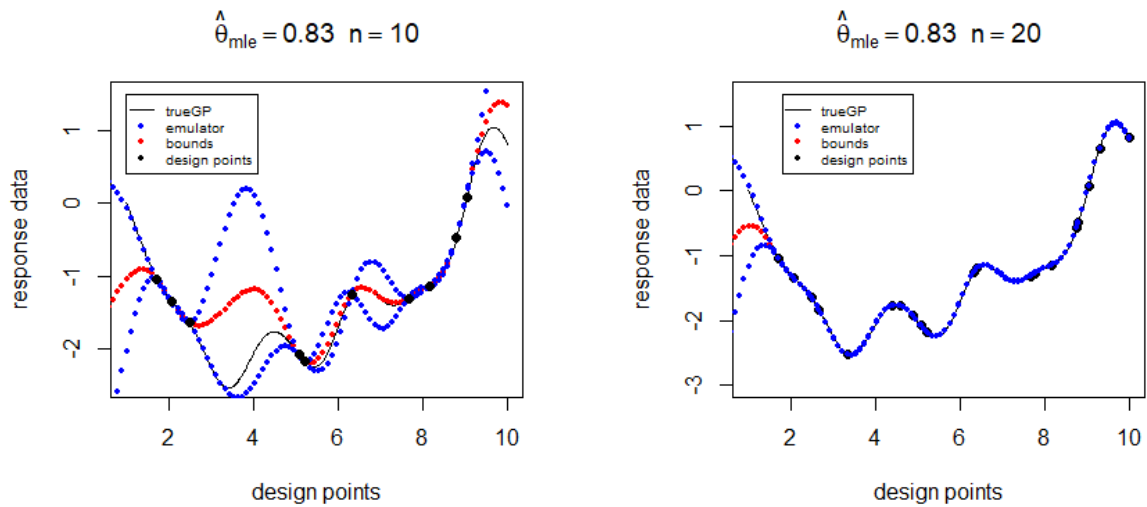 θ̂mle = 0.83 n = 10
trueGP
emulator
bounds
design points
response data
1
0
-1
-2
2
4
6
8
10
design points
θ̂mle = 0.83 n = 20
trueGP
emulator
bounds
design points
response data
1
0
-1
-2
-3
2
4
6
8
10
design points